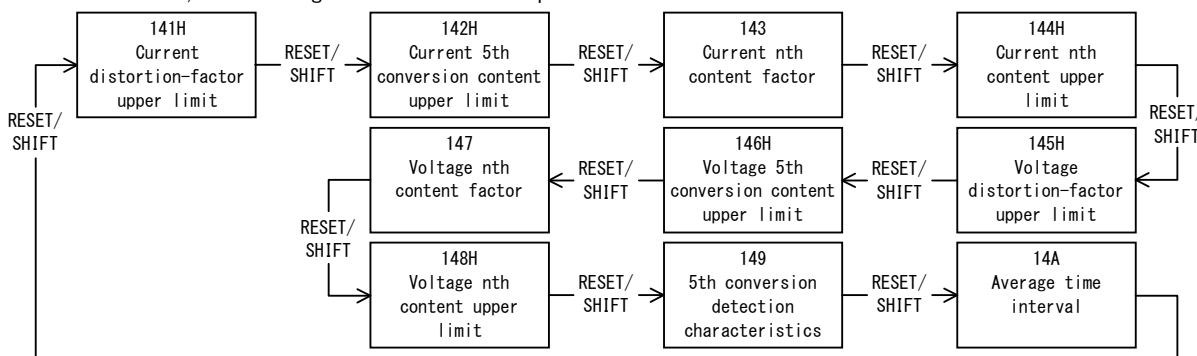 141H
Current
distortion-factor
upper limit
RESET/
SHIFT
142H
Current 5th
conversion content
upper limit
RESET/
SHIFT
143
Current nth
content factor
RESET/
SHIFT
144H
Current nth
content upper
limit
RESET/
SHIFT
145H
Voltage
distortion-factor
upper limit
RESET/
SHIFT
146H
Voltage 5th
conversion content
upper limit
RESET/
SHIFT
147
Voltage nth
content factor
RESET/
SHIFT
148H
Voltage nth
content upper
limit
RESET/
SHIFT
149
5th conversion
detection
characteristics
RESET/
SHIFT
14A
Average time
interval
RESET/
SHIFT